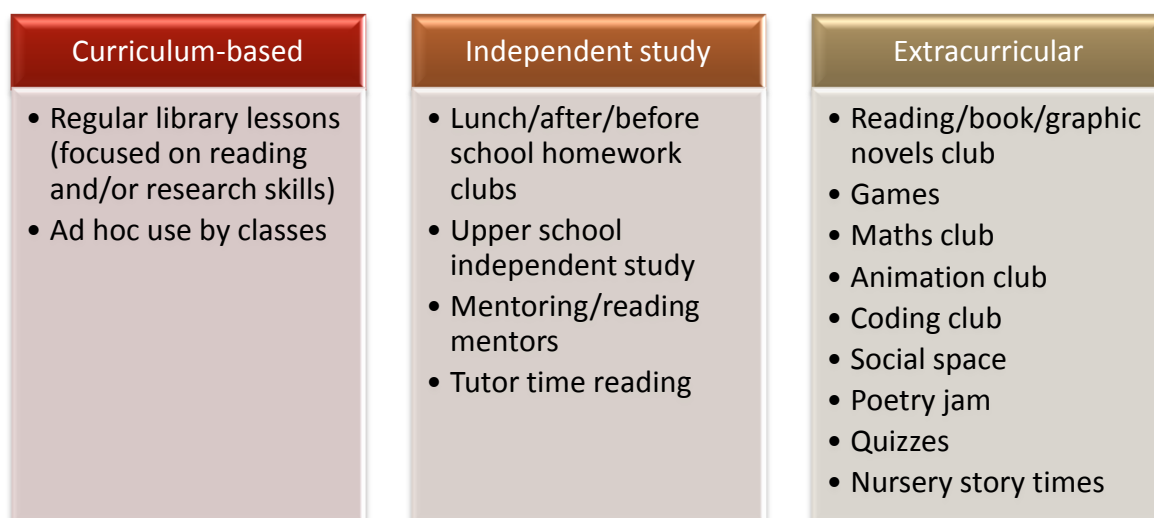 Curriculum-based
• Regular library lessons
(focused on reading
and/or research skills)
• Ad hoc use by classes
Independent study
• Lunch/after/before
school homework
clubs
• Upper school
independent study
• Mentoring/reading
mentors
• Tutor time reading
Extracurricular
• Reading/book/graphic
novels club
• Games
• Maths club
• Animation club
• Coding club
• Social space
• Poetry jam
• Quizzes
• Nursery story times